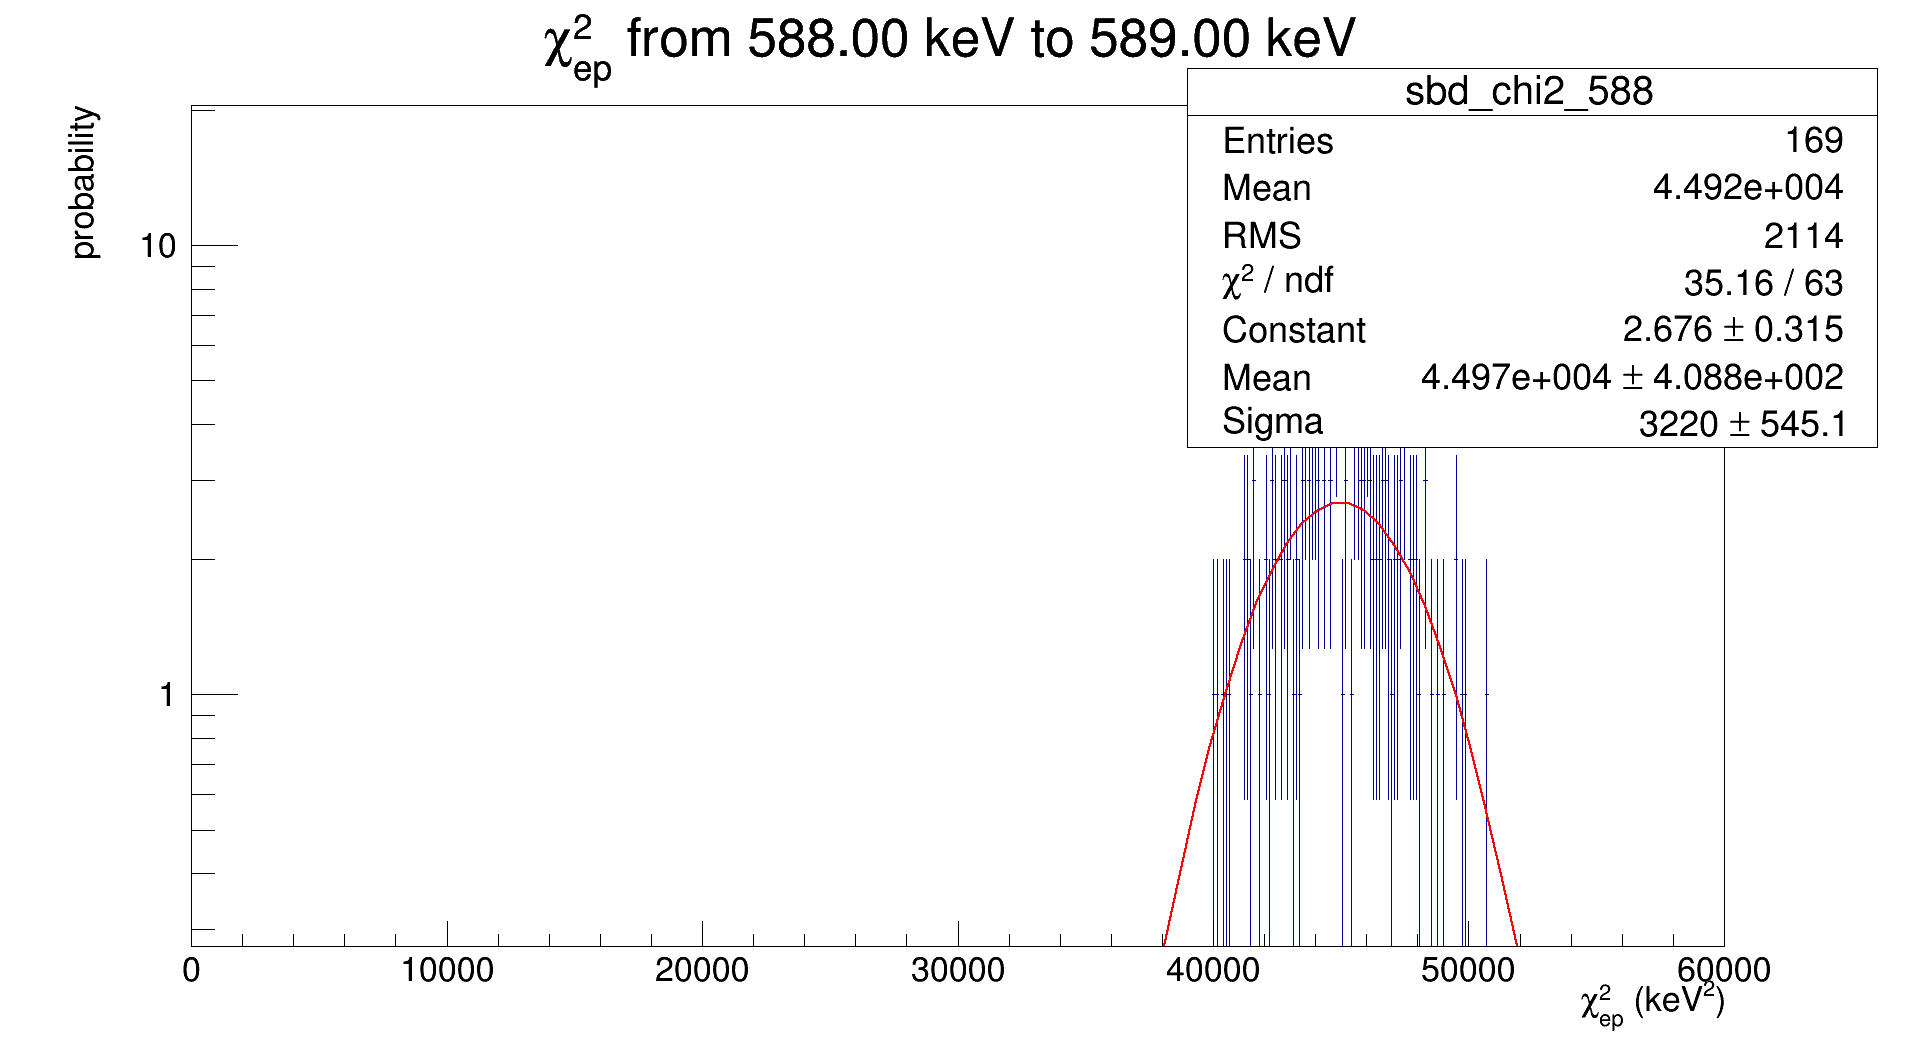 χ²ep from 588.00 keV to 589.00 keV
probability
sbd_chi2_588
Entries 169
Mean 4.492e+004
RMS 2114
χ² / ndf 35.16 / 63
Constant 2.676 ± 0.315
Mean 4.497e+004 ± 4.088e+002
Sigma 3220 ± 545.1
10
1
0 10000 20000 30000 40000 50000 60000
χ²ep (keV²)